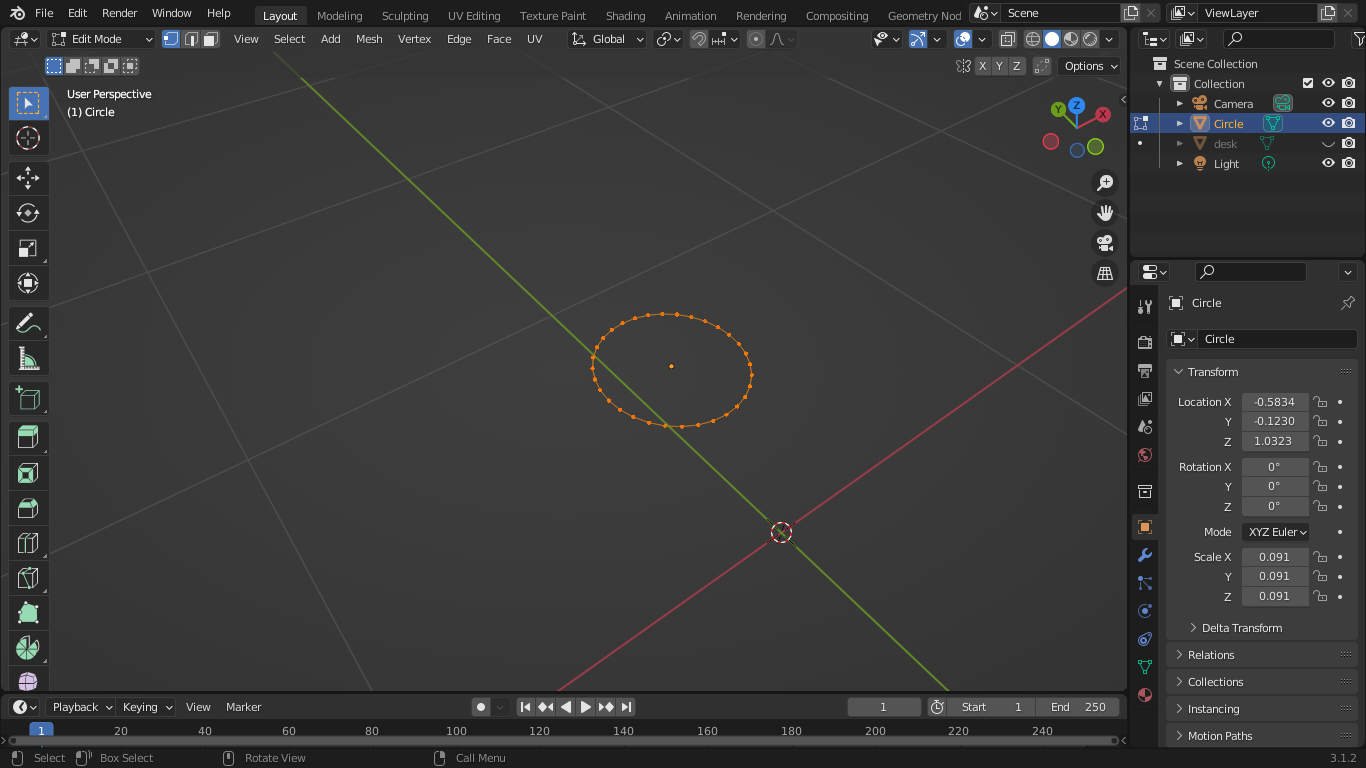 File Edit Render Window Help Layout Modeling Sculpting UV Editing Texture Paint Shading Animation Rendering Compositing Geometry Nod Scene ViewLayer
Edit Mode View Select Add Mesh Vertex Edge Face UV Global
X Y Z Options
User Perspective
(1) Circle
Z
Y
X
Scene Collection
Collection
Camera
Circle
desk
Light
Circle
Circle
Transform
Location X -0.5834
Y -0.1230
Z 1.0323
Rotation X 0°
Y 0°
Z 0°
Mode XYZ Euler
Scale X 0.091
Y 0.091
Z 0.091
Delta Transform
Relations
Collections
Instancing
Motion Paths
Playback Keying View Marker 1 Start 1 End 250
1 20 40 60 80 100 120 140 160 180 200 220 240
Select Box Select Rotate View Call Menu 3.1.2